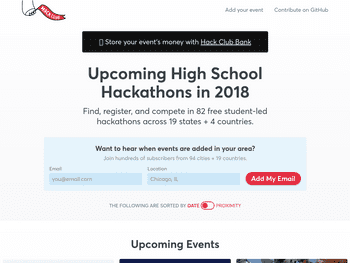 HACK CLUB
Add your event
Contribute on GitHub
Store your event's money with Hack Club Bank
Upcoming High School
Hackathons in 2018
Find, register, and compete in 82 free student-led
hackathons across 19 states + 4 countries.
Want to hear when events are added in your area?
Join hundreds of subscribers from 94 cities + 19 countries.
Email
Location
you@email.com
Chicago, IL
Add My Email
THE FOLLOWING ARE SORTED BY DATE PROXIMITY
Upcoming Events